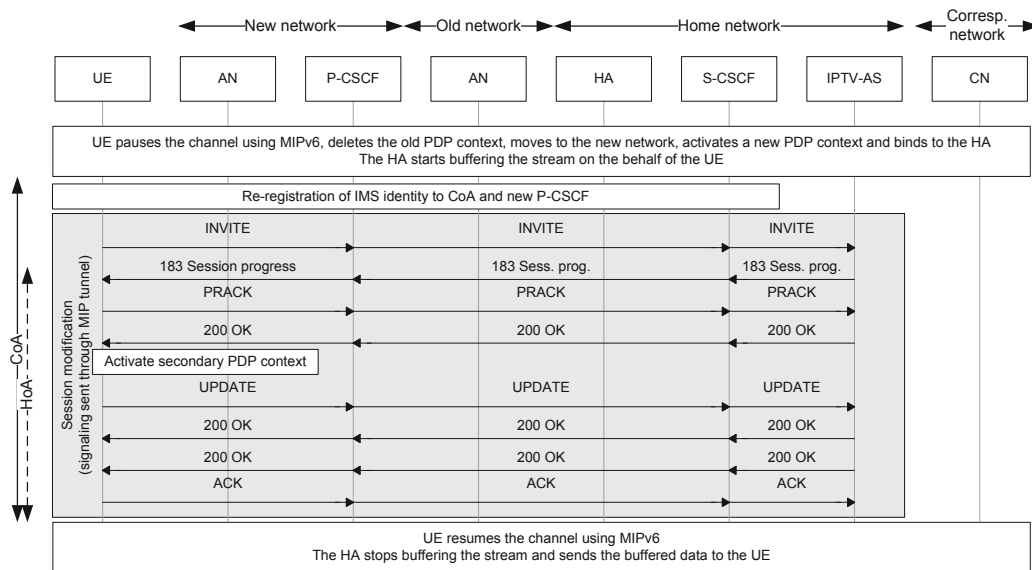 New network
Old network
Home network
Corresp.
network
UE
AN
P-CSCF
AN
HA
S-CSCF
IPTV-AS
CN
UE pauses the channel using MIPv6, deletes the old PDP context, moves to the new network, activates a new PDP context and binds to the HA
The HA starts buffering the stream on the behalf of the UE
Re-registration of IMS identity to CoA and new P-CSCF
INVITE INVITE INVITE
183 Session progress 183 Sess. prog. 183 Sess. prog.
PRACK PRACK PRACK
200 OK 200 OK 200 OK
Activate secondary PDP context
UPDATE UPDATE UPDATE
200 OK 200 OK 200 OK
200 OK 200 OK 200 OK
ACK ACK ACK
CoA
HoA
Session modification
(signaling sent through MIP tunnel)
UE resumes the channel using MIPv6
The HA stops buffering the stream and sends the buffered data to the UE